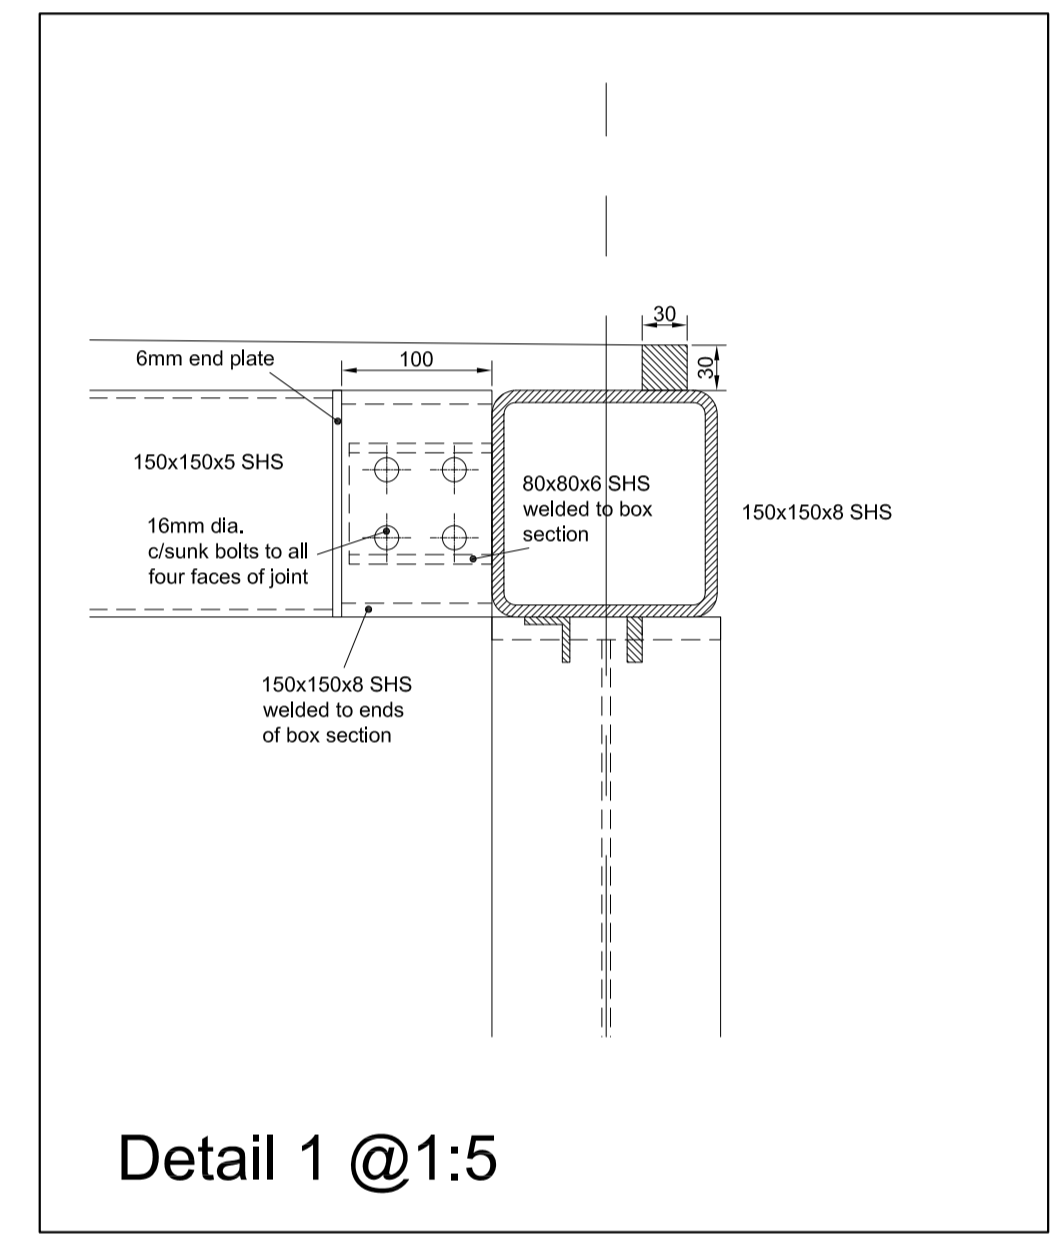 30
30
6mm end plate
100
150x150x5 SHS
80x80x6 SHS
welded to box
section
150x150x8 SHS
16mm dia.
c/sunk bolts to all
four faces of joint
150x150x8 SHS
welded to ends
of box section
Detail 1 @1:5